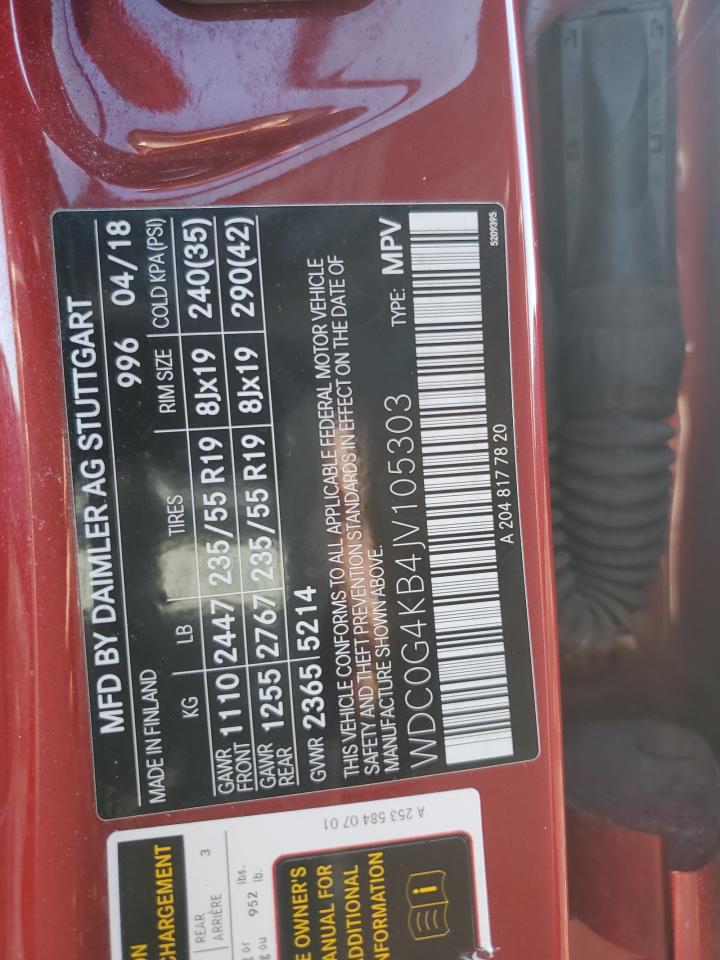 MFD BY DAIMLER AG STUTTGART
MADE IN FINLAND 996 04/18
KG LB TIRES RIM SIZE COLD KPA(PSI)
GAWR FRONT 1110 2447 235/55 R19 8Jx19 240(35)
GAWR REAR 1255 2767 235/55 R19 8Jx19 290(42)
GVWR 2365 5214
THIS VEHICLE CONFORMS TO ALL APPLICABLE FEDERAL MOTOR VEHICLE
SAFETY AND THEFT PREVENTION STANDARDS IN EFFECT ON THE DATE OF
MANUFACTURE SHOWN ABOVE.
WDC0G4KB4JV105303 TYPE: MPV
A 204 817 78 20 5209395
CHARGEMENT
REAR
ARRIÈRE 3
or lbs.
ou 952 lb.
OWNER'S
MANUAL FOR
ADDITIONAL
INFORMATION
A 253 584 07 01